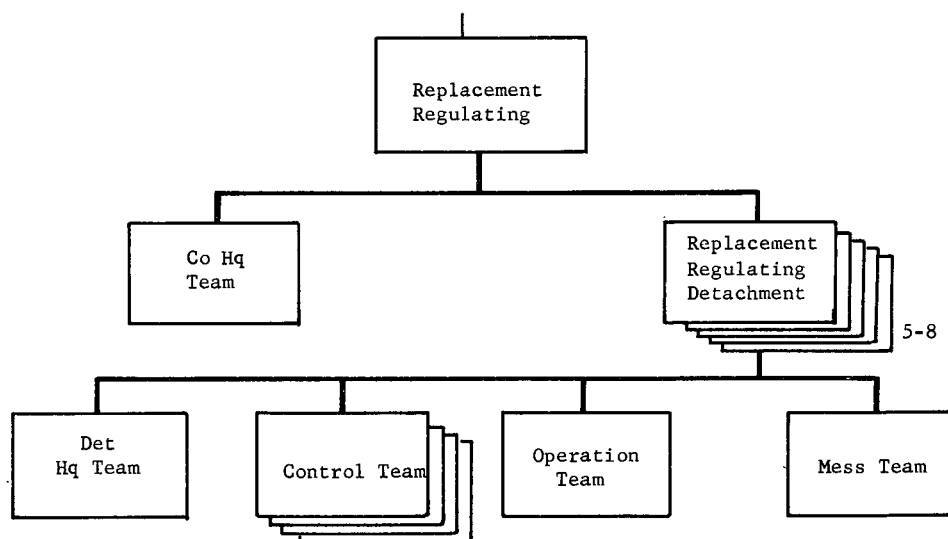 Replacement
Regulating
Co Hq
Team
Replacement
Regulating
Detachment
5-8
Det
Hq Team
Control Team
Operation
Team
Mess Team